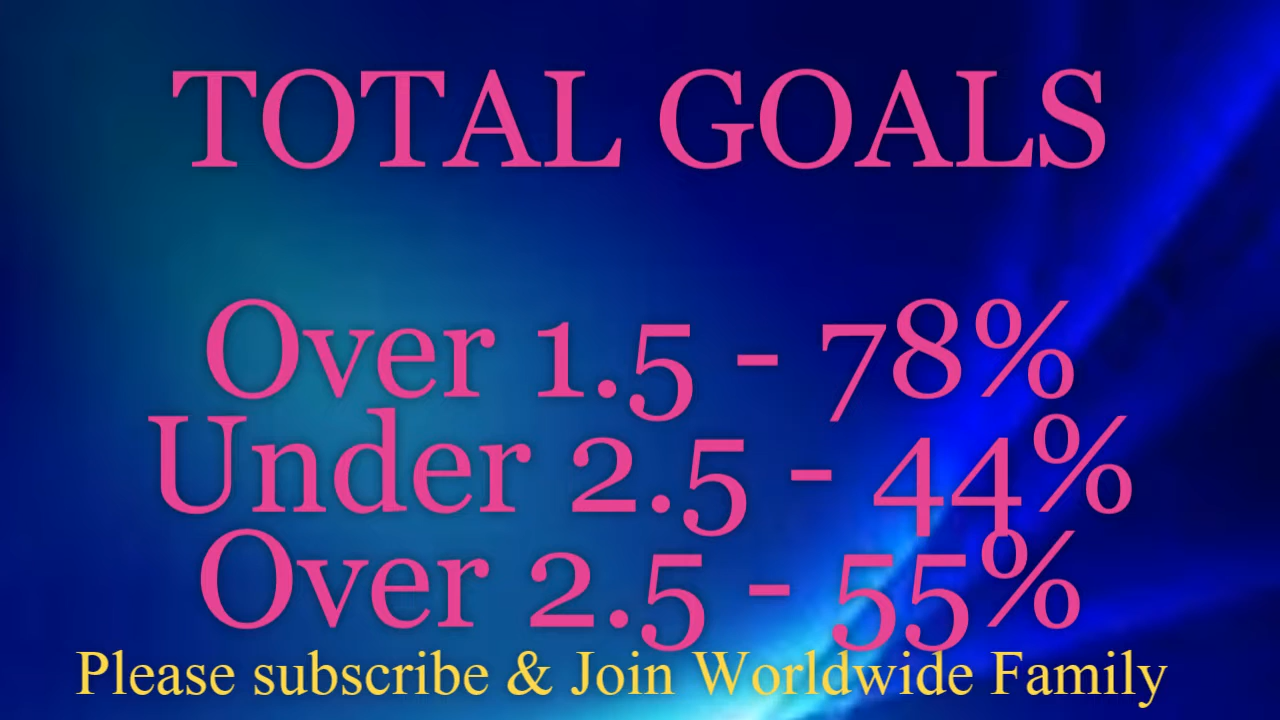 TOTAL GOALS
Over 1.5 - 78%
Under 2.5 - 44%
Over 2.5 - 55%
Please subscribe & Join Worldwide Family